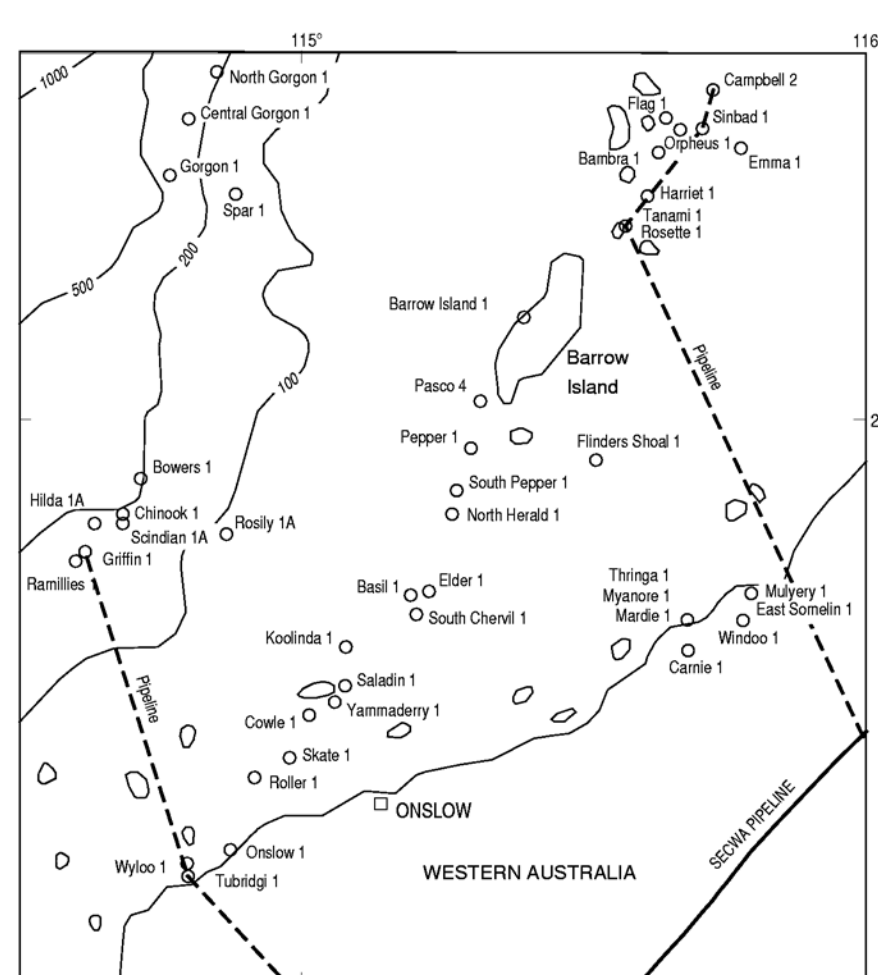 115°
116
1000
North Gorgon 1
Campbell 2
Flag 1
Central Gorgon 1
Sinbad 1
Orpheus 1
Bambra 1
Emma 1
Gorgon 1
Harriet 1
Spar 1
Tanami 1
Rosette 1
200
500
Barrow Island 1
Pipeline
Barrow
Island
100
Pasco 4
2
Pepper 1
Flinders Shoal 1
Bowers 1
South Pepper 1
Hilda 1A
Chinook 1
North Herald 1
Rosily 1A
Scindian 1A
Griffin 1
Ramillies
Thringa 1
Basil 1
Elder 1
Myanore 1
Mulyery 1
East Somelin 1
Mardie 1
South Chervil 1
Windoo 1
Koolinda 1
Carnie 1
Saladin 1
Pipeline
Yammaderry 1
Cowle 1
Skate 1
Roller 1
ONSLOW
SECWA PIPELINE
Onslow 1
Wyloo 1
WESTERN AUSTRALIA
Tubridgi 1